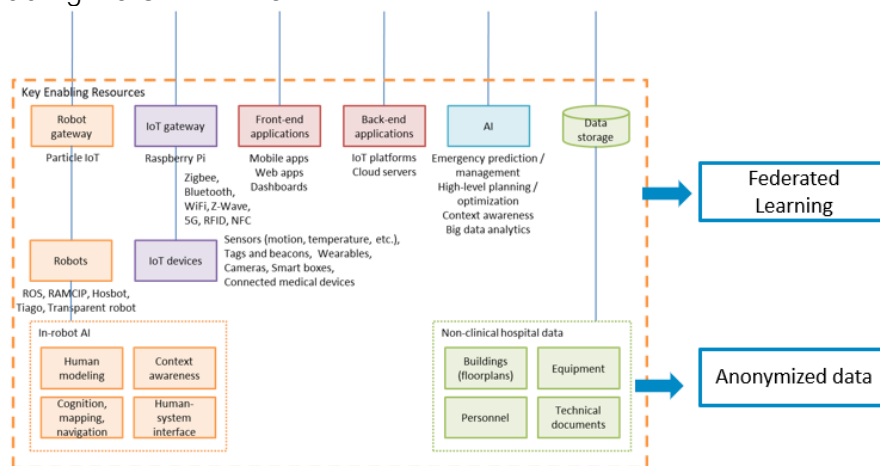 Key Enabling Resources
Robot
gateway
IoT gateway
Front-end
applications
Back-end
applications
AI
Data
storage
Particle IoT
Raspberry Pi
Mobile apps
Web apps
Dashboards
IoT platforms
Cloud servers
Emergency prediction /
management
High-level planning /
optimization
Context awareness
Big data analytics
Zigbee,
Bluetooth,
WiFi, Z-Wave,
5G, RFID, NFC
Federated
Learning
Robots
IoT devices
Sensors (motion, temperature, etc.),
Tags and beacons, Wearables,
Cameras, Smart boxes,
Connected medical devices
ROS, RAMCIP, Hosbot,
Tiago, Transparent robot
In-robot AI
Human
modeling
Context
awareness
Cognition,
mapping,
navigation
Human-
system
interface
Non-clinical hospital data
Buildings
(floorplans)
Equipment
Personnel
Technical
documents
Anonymized data